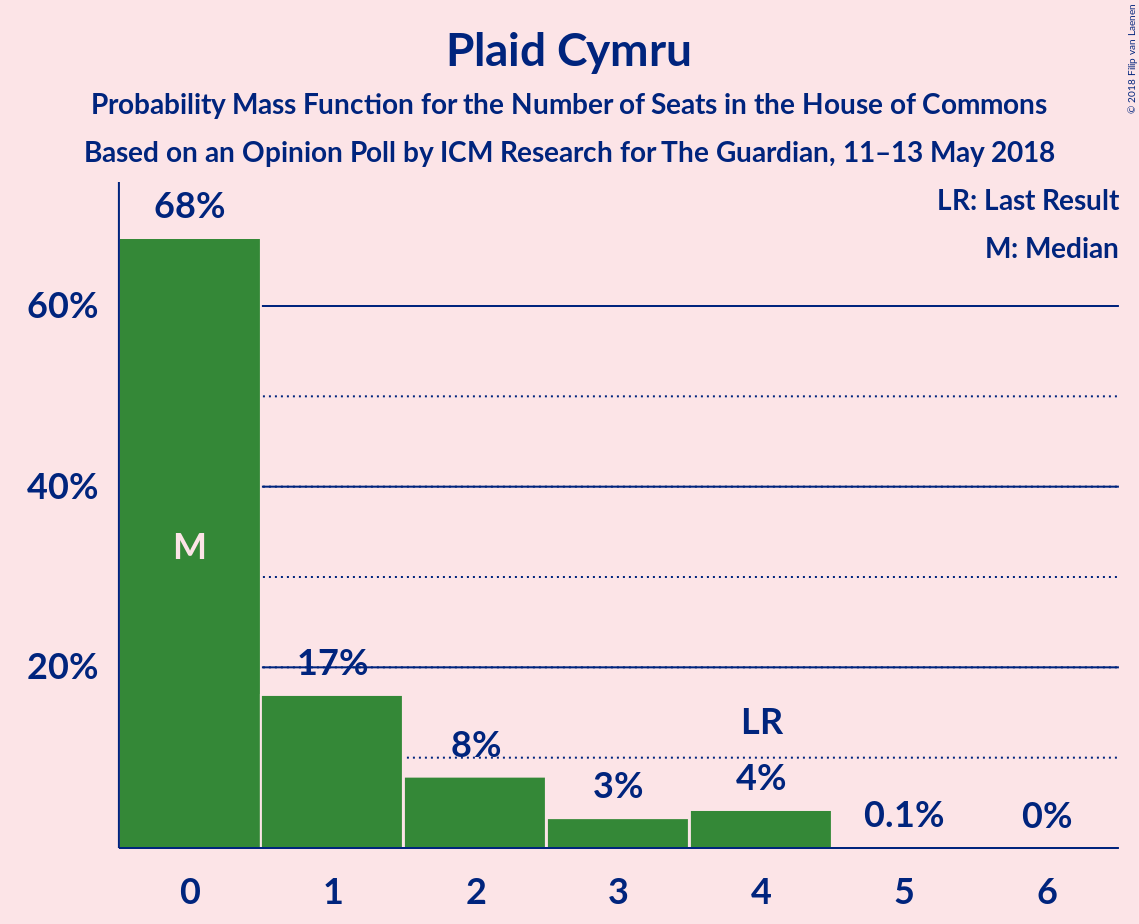 Plaid Cymru
Probability Mass Function for the Number of Seats in the House of Commons
Based on an Opinion Poll by ICM Research for The Guardian, 11–13 May 2018
© 2018 Filip van Laenen
LR: Last Result
M: Median
68%
60%
40%
M
20%
17%
8%
3%
LR
4%
0.1%
0%
0 1 2 3 4 5 6